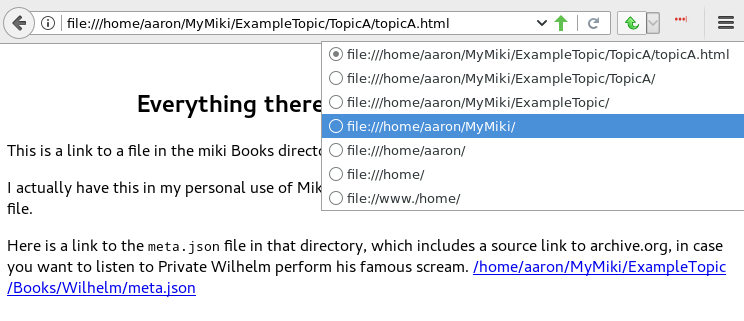 file:///home/aaron/MyMiki/ExampleTopic/TopicA/topicA.html
file:///home/aaron/MyMiki/ExampleTopic/TopicA/topicA.html
file:///home/aaron/MyMiki/ExampleTopic/TopicA/
file:///home/aaron/MyMiki/ExampleTopic/
file:///home/aaron/MyMiki/
file:///home/aaron/
file:///home/
file://www./home/
Everything there
This is a link to a file in the miki Books direct
I actually have this in my personal use of Mik
file.
Here is a link to the meta.json file in that directory, which includes a source link to archive.org, in case
you want to listen to Private Wilhelm perform his famous scream. /home/aaron/MyMiki/ExampleTopic
/Books/Wilhelm/meta.json